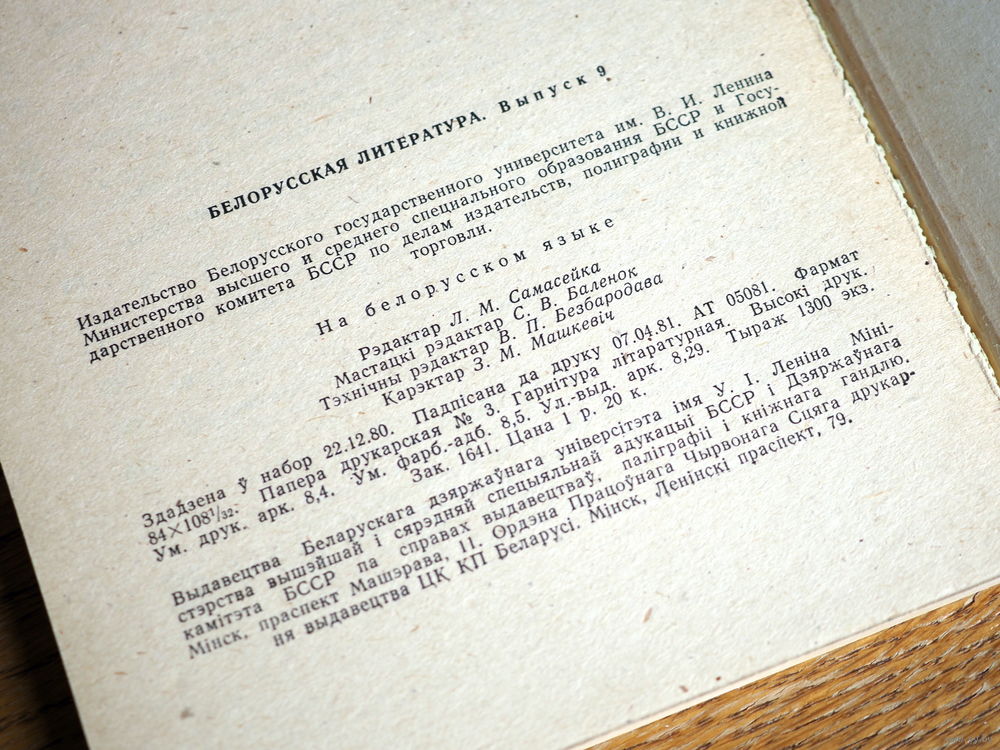 БЕЛОРУССКАЯ ЛИТЕРАТУРА. Выпуск 9
Издательство Белорусского государственного университета им. В. И. Ленина
Министерства высшего и среднего специального образования БССР и Госу-
дарственного комитета БССР по делам издательств, полиграфии и книжной
торговли.
На белорусском языке
Рэдактар Л. М. Самасейка
Мастацкі рэдактар С. В. Баленок
Тэхнічны рэдактар В. П. Безбародава
Карэктар З. М. Машкевіч
Здадзена ў набор 22.12.80. Падпісана да друку 07.04.81. АТ 05081. Фармат
84×108¹/₃₂. Папера друкарская № 3. Гарнітура літаратурная. Высокі друк.
Ум. друк. арк. 8,4. Ум. фарб.-адб. 8,5. Ул.-выд. арк. 8,29. Тыраж 1300 экз.
Зак. 1641. Цана 1 р. 20 к.
Выдавецтва Беларускага дзяржаўнага універсітэта імя У. І. Леніна Міні-
стэрства вышэйшай і сярэдняй спецыяльнай адукацыі БССР і Дзяржаўнага
камітэта БССР па справах выдавецтваў, паліграфіі і кніжнага гандлю.
Мінск, праспект Машэрава, 11. Ордэна Працоўнага Чырвонага Сцяга друкар-
ня выдавецтва ЦК КП Беларусі. Мінск, Ленінскі праспект, 79.